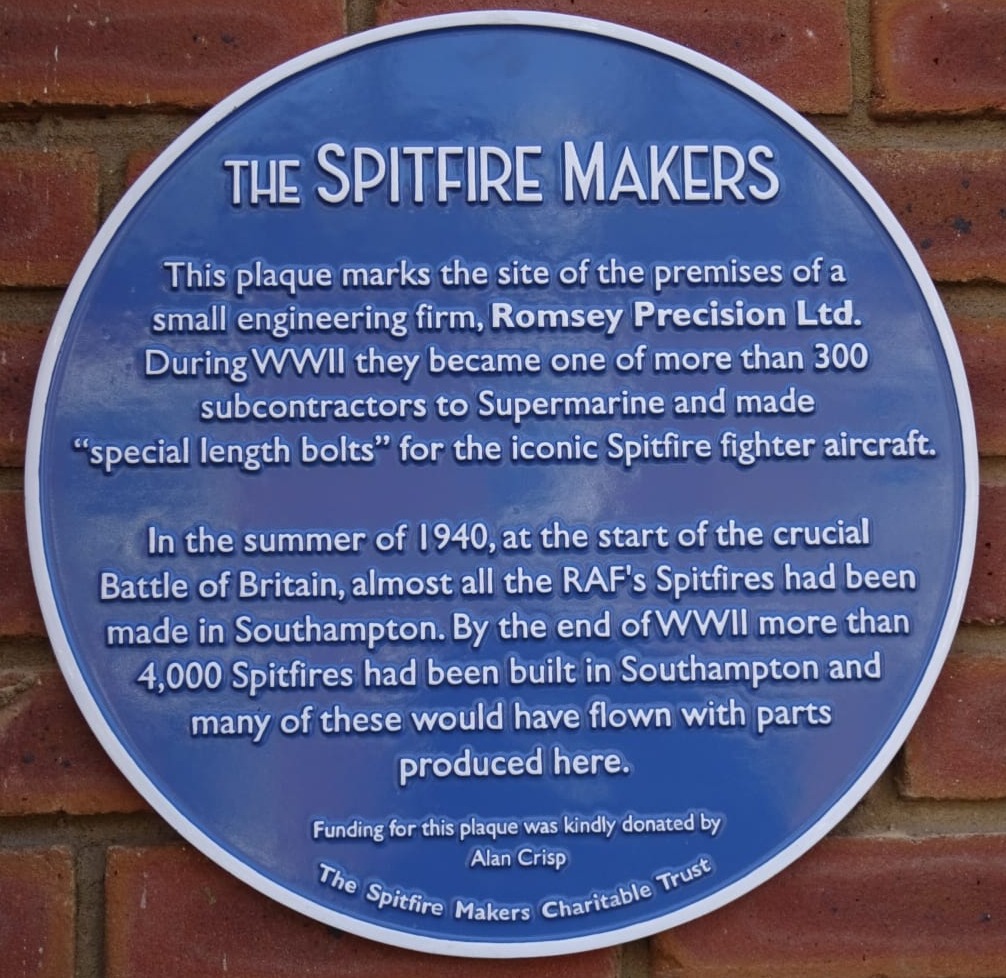 THE SPITFIRE MAKERS
This plaque marks the site of the premises of a
small engineering firm, Romsey Precision Ltd.
During WWII they became one of more than 300
subcontractors to Supermarine and made
“special length bolts” for the iconic Spitfire fighter aircraft.
In the summer of 1940, at the start of the crucial
Battle of Britain, almost all the RAF's Spitfires had been
made in Southampton. By the end of WWII more than
4,000 Spitfires had been built in Southampton and
many of these would have flown with parts
produced here.
Funding for this plaque was kindly donated by
Alan Crisp
The Spitfire Makers Charitable Trust